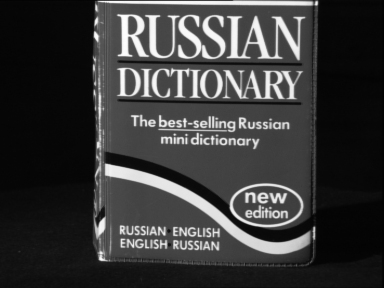 RUSSIAN
DICTIONARY
The best-selling Russian
mini dictionary
new
edition
RUSSIAN·ENGLISH
ENGLISH·RUSSIAN